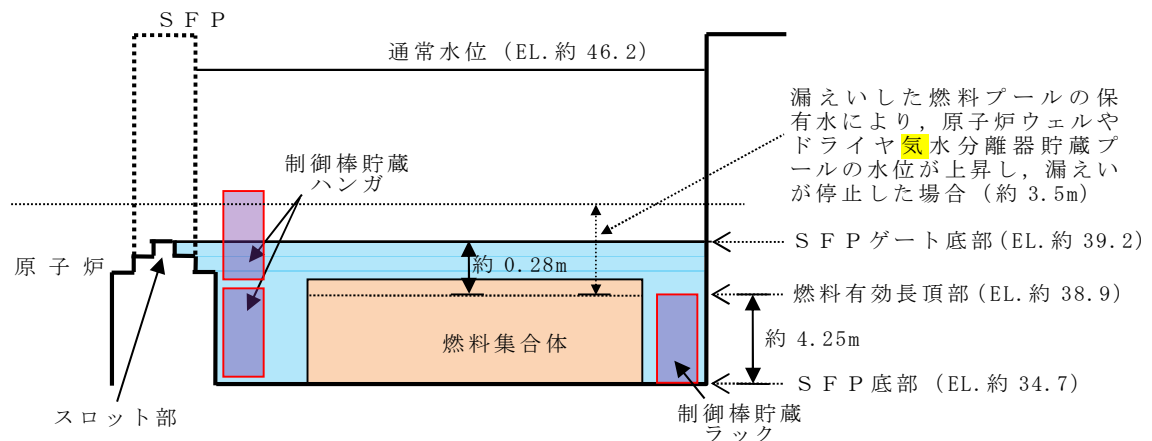 ＳＦＰ
通常水位（EL.約 46.2）
漏えいした燃料プールの保
有水により，原子炉ウェルや
ドライヤ気水分離器貯蔵プ
ールの水位が上昇し，漏えい
が停止した場合（約 3.5m）
制御棒貯蔵
ハンガ
ＳＦＰゲート底部（EL.約 39.2）
原子炉
約 0.28m
燃料有効長頂部（EL.約 38.9）
燃料集合体
約 4.25m
ＳＦＰ底部（EL.約 34.7）
スロット部
制御棒貯蔵
ラック